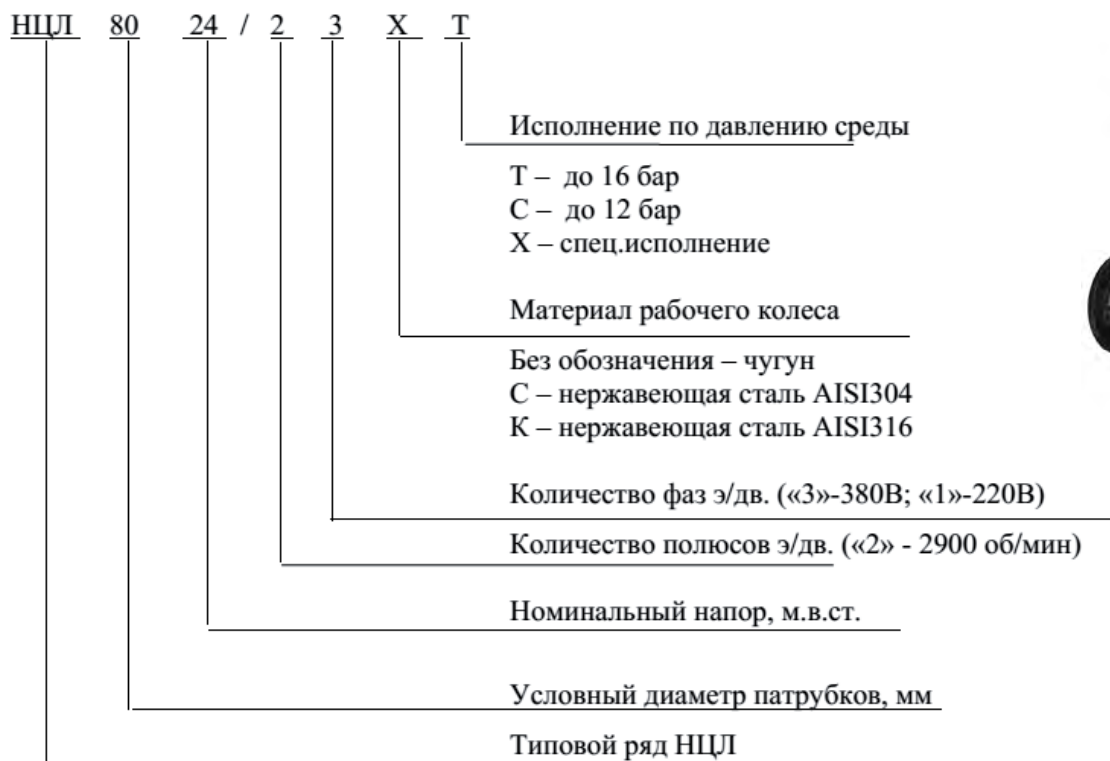 НЦЛ 80 24 / 2 3 Х Т
Исполнение по давлению среды
Т – до 16 бар
С – до 12 бар
Х – спец.исполнение
Материал рабочего колеса
Без обозначения – чугун
С – нержавеющая сталь AISI304
К – нержавеющая сталь AISI316
Количество фаз э/дв. («3»-380В; «1»-220В)
Количество полюсов э/дв. («2» - 2900 об/мин)
Номинальный напор, м.в.ст.
Условный диаметр патрубков, мм
Типовой ряд НЦЛ